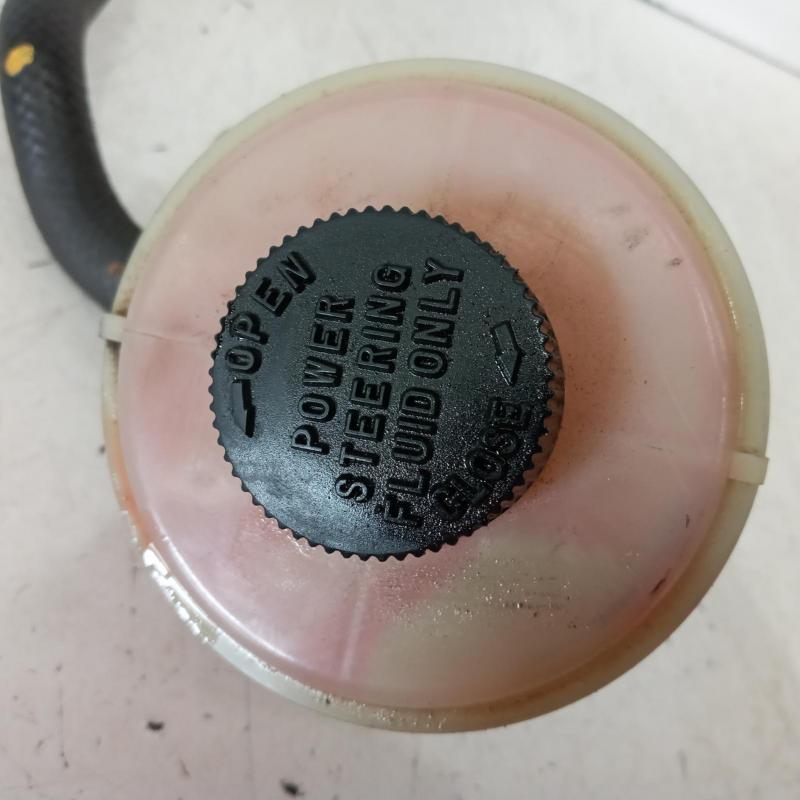 OPEN
POWER
STEERING
FLUID ONLY
CLOSE